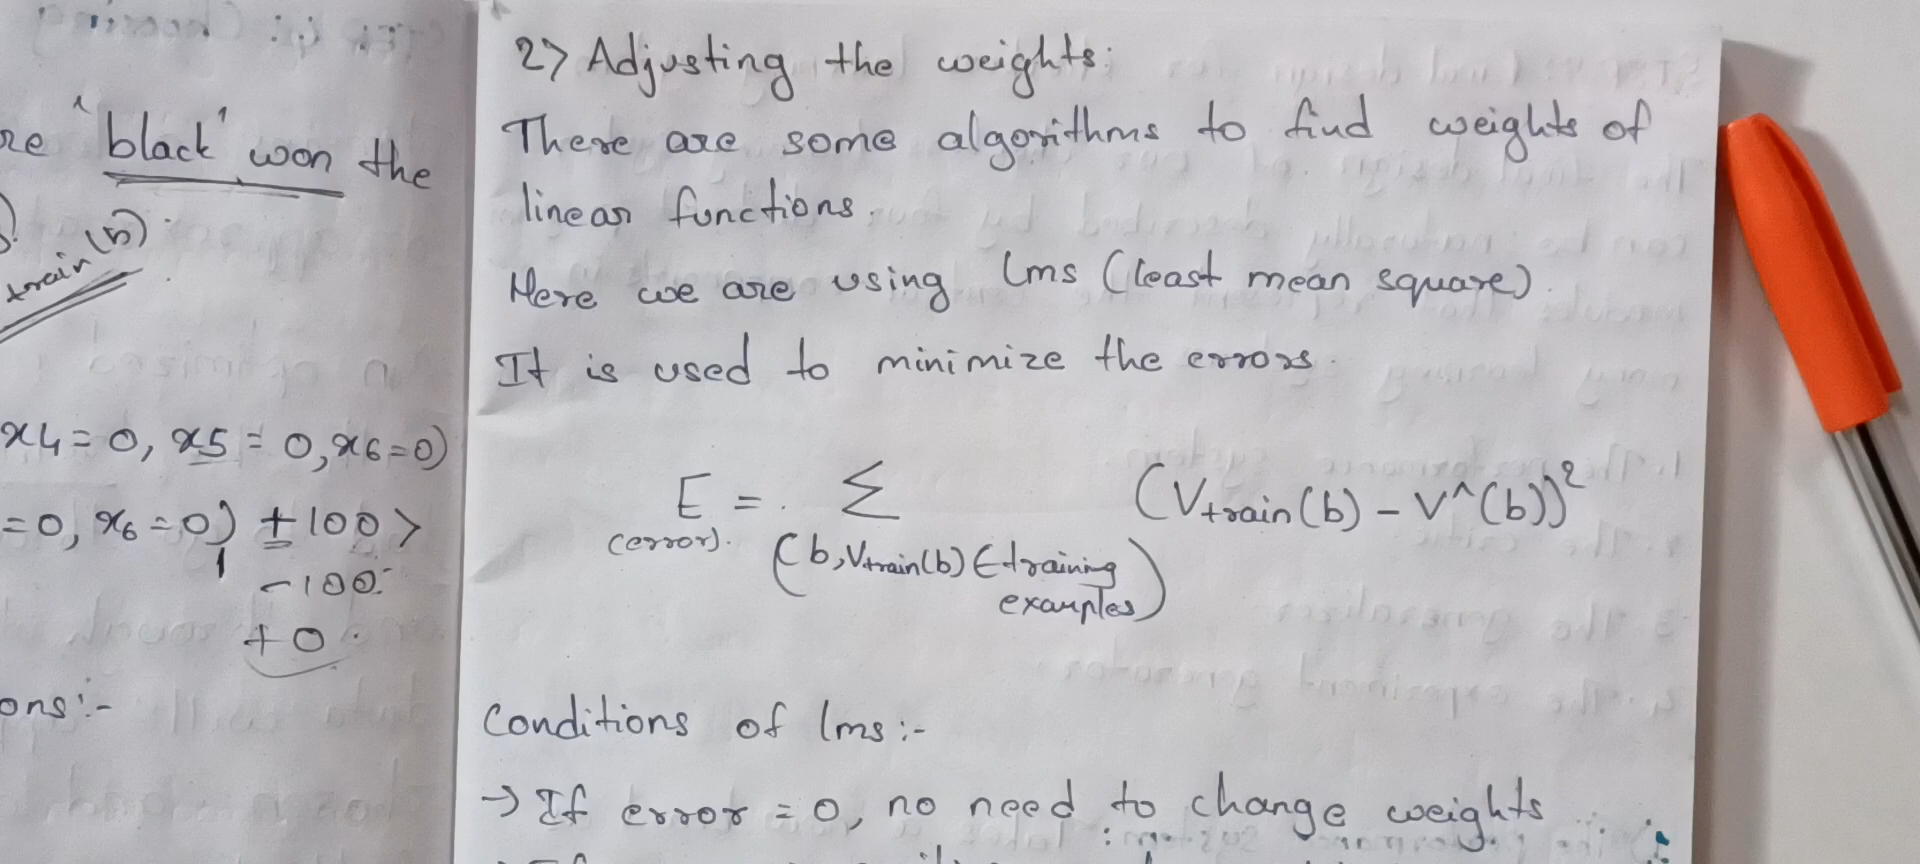 re "black" won the
train(b):
x4=0, x5=0, x6=0)
=0, x6=0) ±100>
-100.
+0.
ons:-
2> Adjusting the weights:
There are some algorithms to find weights of
linear functions.
Here we are using lms (least mean square).
It is used to minimize the errors.
E = Σ (Vtrain(b) - V^(b))²
(error). (b, Vtrain(b) ∈ training
examples)
Conditions of lms:-
→ If error = 0, no need to change weights